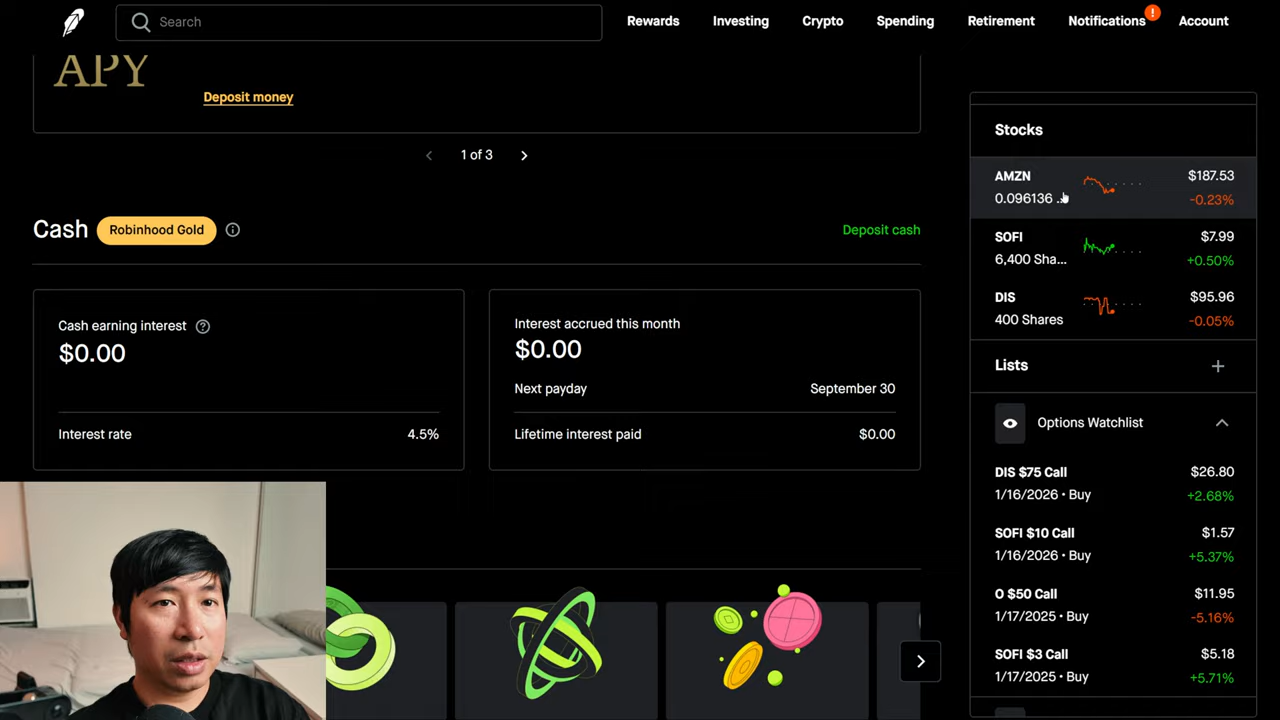 Search
Rewards
Investing
Crypto
Spending
Retirement
Notifications
!
Account
APY
Deposit money
1 of 3
Cash
Robinhood Gold
Deposit cash
Cash earning interest
$0.00
Interest rate
4.5%
Interest accrued this month
$0.00
Next payday
September 30
Lifetime interest paid
$0.00
Stocks
AMZN
$187.53
0.096136 ...
-0.23%
SOFI
$7.99
6,400 Sha...
+0.50%
DIS
$95.96
400 Shares
-0.05%
Lists
Options Watchlist
DIS $75 Call
$26.80
1/16/2026 • Buy
+2.68%
SOFI $10 Call
$1.57
1/16/2026 • Buy
+5.37%
O $50 Call
$11.95
1/17/2025 • Buy
-5.16%
SOFI $3 Call
$5.18
1/17/2025 • Buy
+5.71%